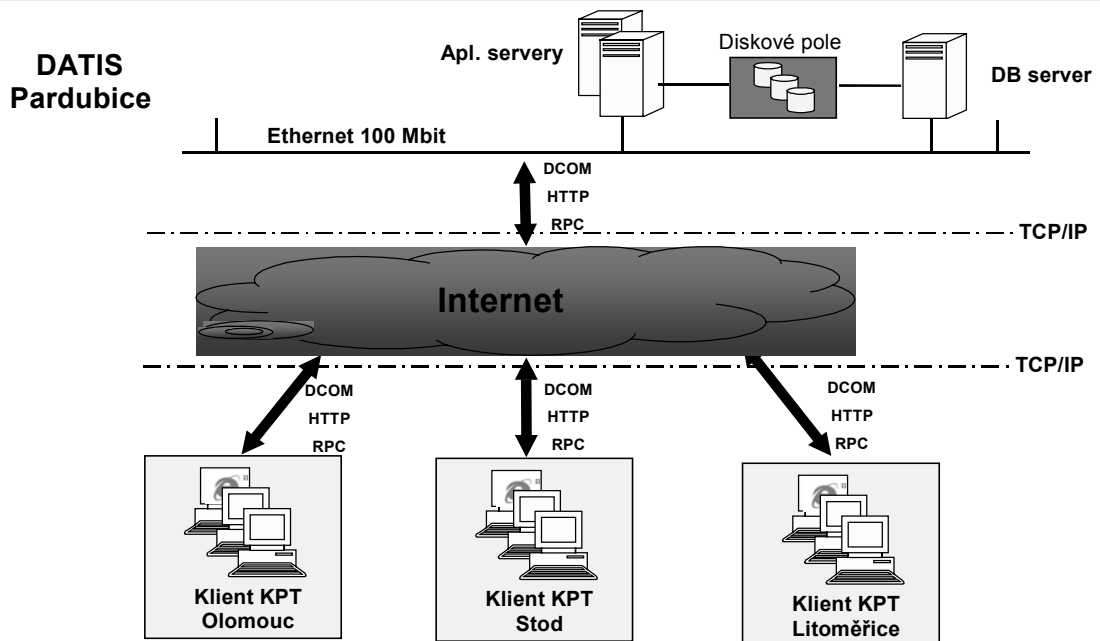 DATIS
Pardubice
Apl. servery
Diskové pole
DB server
Ethernet 100 Mbit
DCOM
HTTP
RPC
TCP/IP
Internet
TCP/IP
DCOM
HTTP
RPC
DCOM
HTTP
RPC
DCOM
HTTP
RPC
Klient KPT
Olomouc
Klient KPT
Stod
Klient KPT
Litoměřice